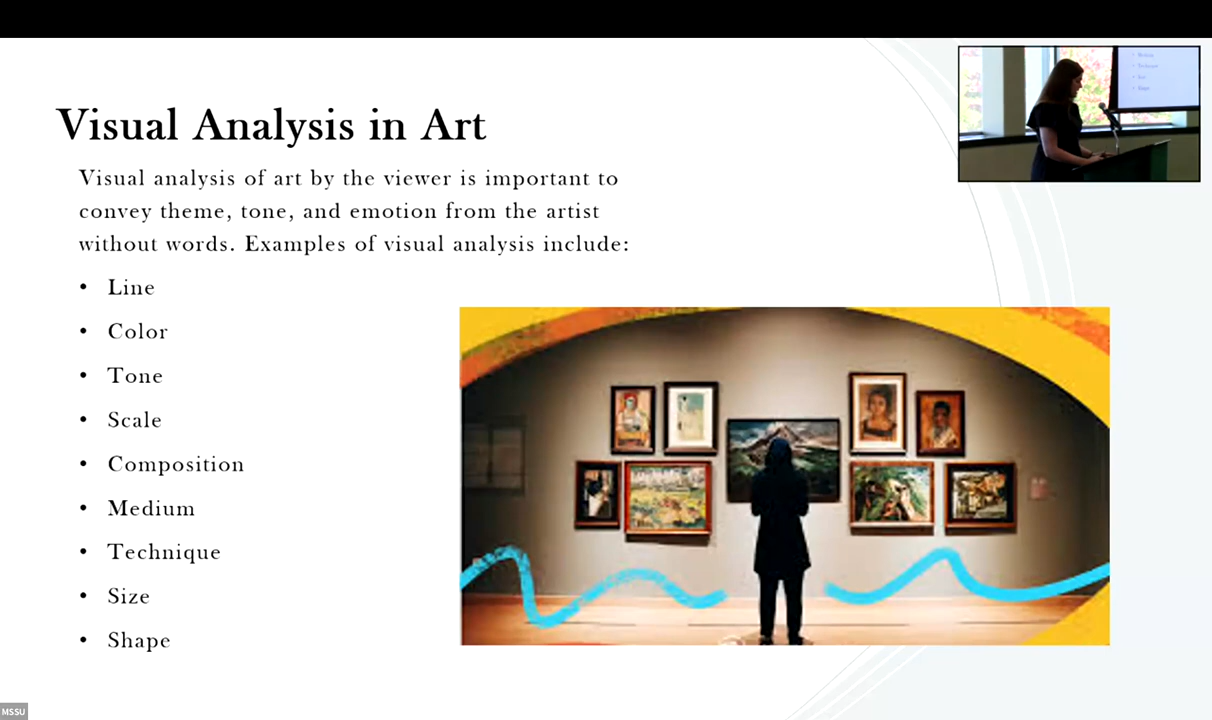 Visual Analysis in Art
Visual analysis of art by the viewer is important to
convey theme, tone, and emotion from the artist
without words. Examples of visual analysis include:
• Line
• Color
• Tone
• Scale
• Composition
• Medium
• Technique
• Size
• Shape
MSSU